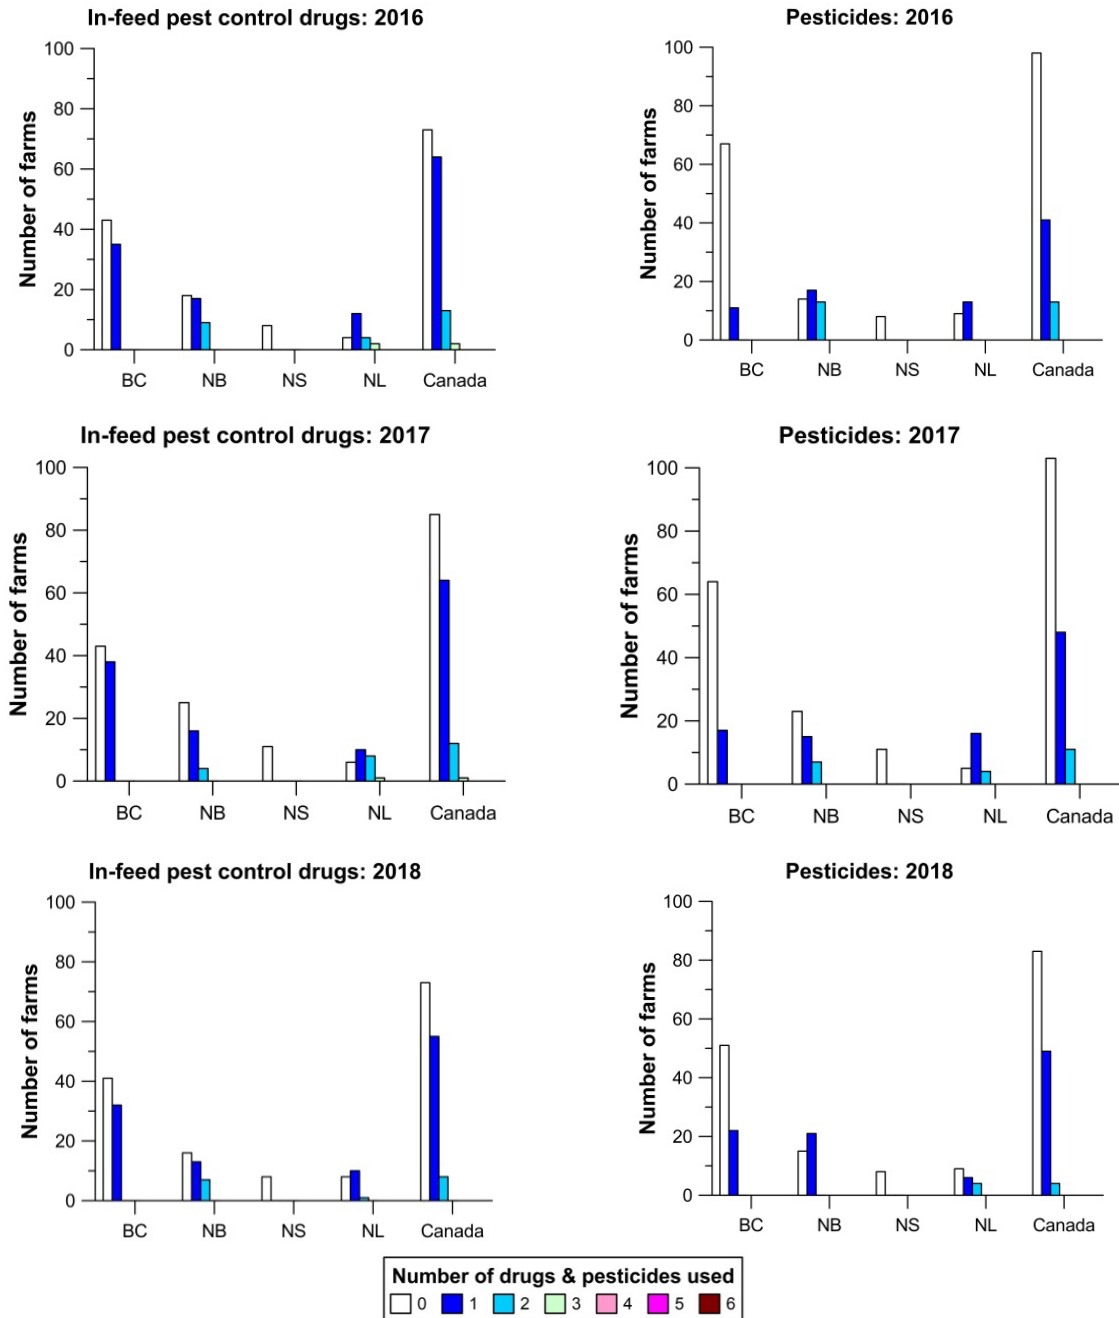 In-feed pest control drugs: 2016
Number of farms
100
80
60
40
20
0
BC NB NS NL Canada
Pesticides: 2016
Number of farms
100
80
60
40
20
0
BC NB NS NL Canada
In-feed pest control drugs: 2017
Number of farms
100
80
60
40
20
0
BC NB NS NL Canada
Pesticides: 2017
Number of farms
100
80
60
40
20
0
BC NB NS NL Canada
In-feed pest control drugs: 2018
Number of farms
100
80
60
40
20
0
BC NB NS NL Canada
Pesticides: 2018
Number of farms
100
80
60
40
20
0
BC NB NS NL Canada
Number of drugs & pesticides used
0 1 2 3 4 5 6